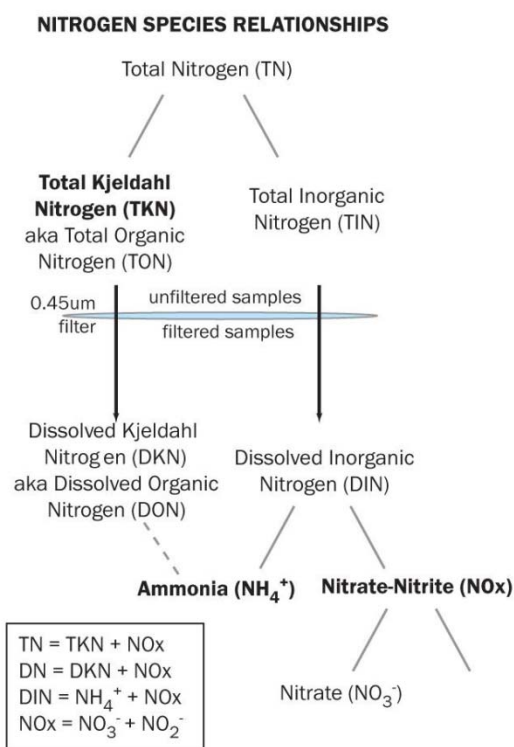 NITROGEN SPECIES RELATIONSHIPS
Total Nitrogen (TN)
Total Kjeldahl
Nitrogen (TKN)
aka Total Organic
Nitrogen (TON)
Total Inorganic
Nitrogen (TIN)
0.45um
filter
unfiltered samples
filtered samples
Dissolved Kjeldahl
Nitrogen (DKN)
aka Dissolved Organic
Nitrogen (DON)
Dissolved Inorganic
Nitrogen (DIN)
Ammonia (NH₄⁺)
Nitrate-Nitrite (NOx)
Nitrate (NO₃⁻)
TN = TKN + NOx
DN = DKN + NOx
DIN = NH₄⁺ + NOx
NOx = NO₃⁻ + NO₂⁻